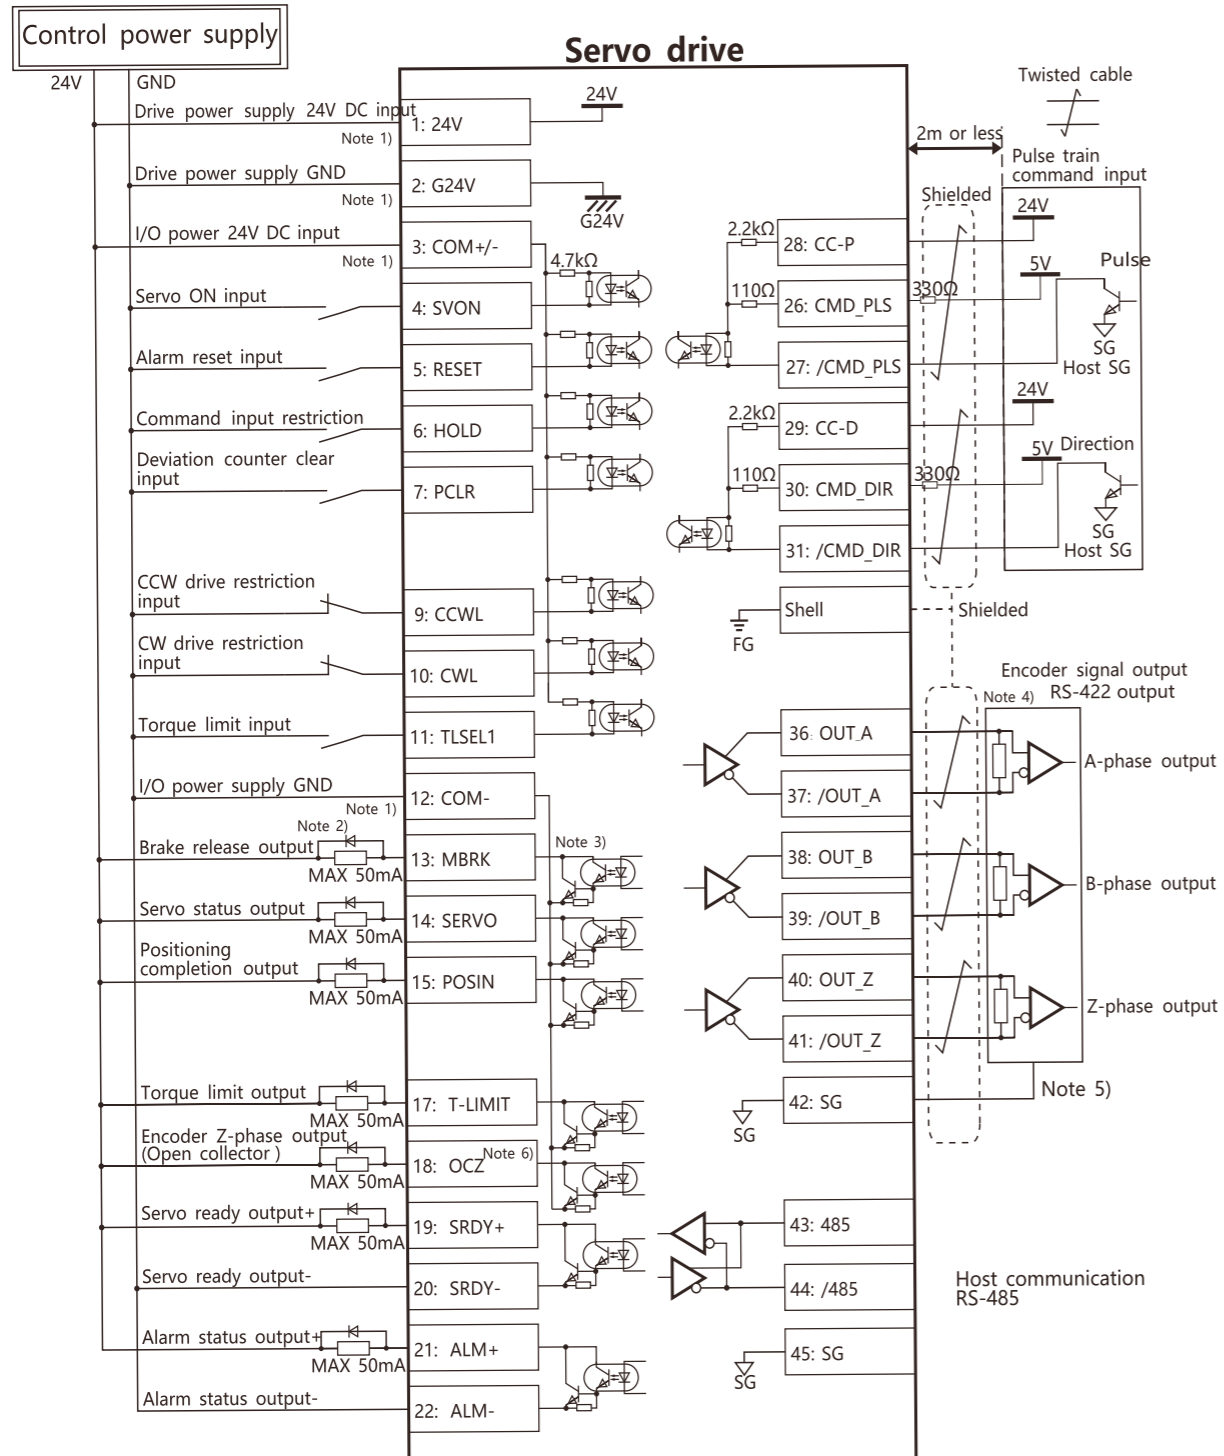 Control power supply
24V
GND
Servo drive
Drive power supply 24V DC input
Note 1)
1: 24V
24V
Drive power supply GND
Note 1)
2: G24V
G24V
I/O power 24V DC input
Note 1)
3: COM+/-
4.7kΩ
Servo ON input
4: SVON
Alarm reset input
5: RESET
Command input restriction
6: HOLD
Deviation counter clear
input
7: PCLR
CCW drive restriction
input
9: CCWL
CW drive restriction
input
10: CWL
Torque limit input
11: TLSEL1
I/O power supply GND
Note 1)
12: COM-
Note 2)
Brake release output
MAX 50mA
13: MBRK
Note 3)
Servo status output
MAX 50mA
14: SERVO
Positioning
completion output
MAX 50mA
15: POSIN
Torque limit output
MAX 50mA
17: T-LIMIT
Encoder Z-phase output
(Open collector )
MAX 50mA
18: OCZ
Note 6)
Servo ready output+
MAX 50mA
19: SRDY+
Servo ready output-
20: SRDY-
Alarm status output+
MAX 50mA
21: ALM+
Alarm status output-
22: ALM-
Twisted cable
2m or less
Pulse train
command input
Shielded
2.2kΩ
28: CC-P
24V
110Ω
26: CMD_PLS
330Ω
5V
Pulse
27: /CMD_PLS
SG
Host SG
2.2kΩ
29: CC-D
24V
110Ω
30: CMD_DIR
330Ω
5V
Direction
31: /CMD_DIR
SG
Host SG
Shell
FG
Shielded
Encoder signal output
RS-422 output
Note 4)
36: OUT_A
37: /OUT_A
A-phase output
38: OUT_B
39: /OUT_B
B-phase output
40: OUT_Z
41: /OUT_Z
Z-phase output
42: SG
SG
Note 5)
43: 485
44: /485
Host communication
RS-485
45: SG
SG